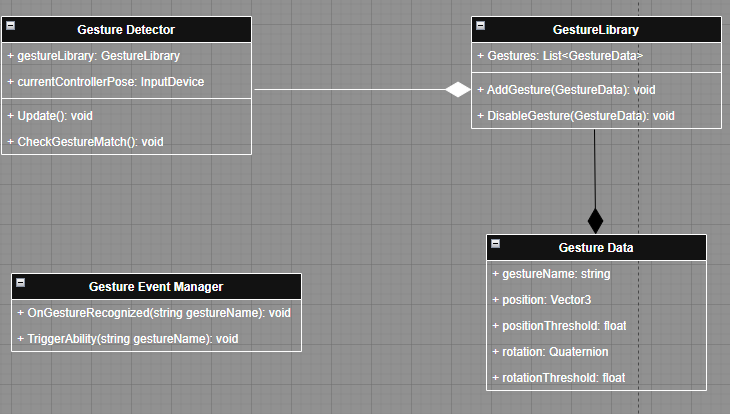 Gesture Detector
+ gestureLibrary: GestureLibrary
+ currentControllerPose: InputDevice
+ Update(): void
+ CheckGestureMatch(): void
GestureLibrary
+ Gestures: List<GestureData>
+ AddGesture(GestureData): void
+ DisableGesture(GestureData): void
Gesture Event Manager
+ OnGestureRecognized(string gestureName): void
+ TriggerAbility(string gestureName): void
Gesture Data
+ gestureName: string
+ position: Vector3
+ positionThreshold: float
+ rotation: Quaternion
+ rotationThreshold: float